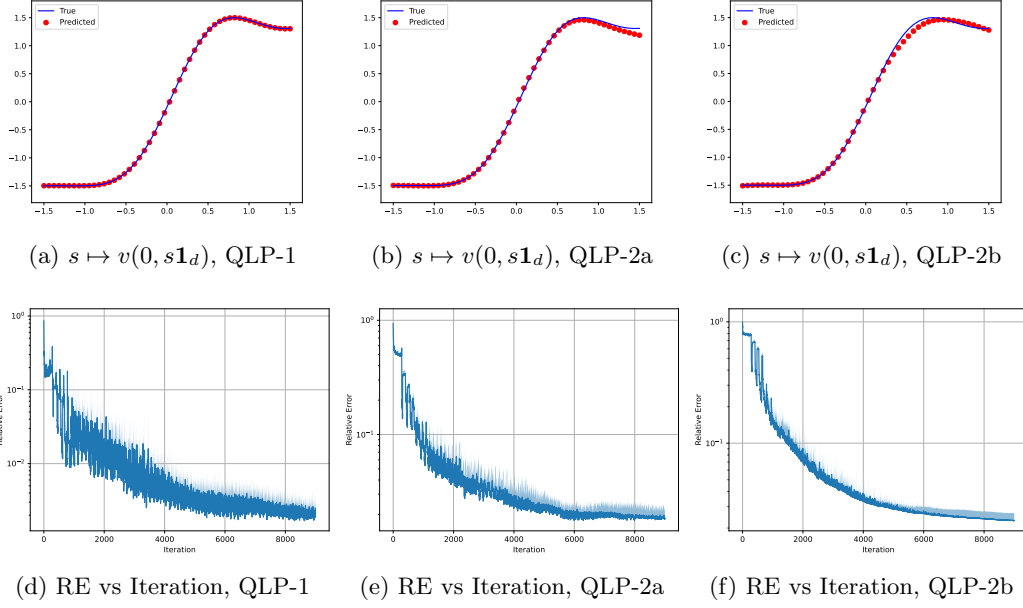 True
Predicted
1.5
1.0
0.5
0.0
−0.5
−1.0
−1.5
−1.5 −1.0 −0.5 0.0 0.5 1.0 1.5
True
Predicted
1.5
1.0
0.5
0.0
−0.5
−1.0
−1.5
−1.5 −1.0 −0.5 0.0 0.5 1.0 1.5
True
Predicted
1.5
1.0
0.5
0.0
−0.5
−1.0
−1.5
−1.5 −1.0 −0.5 0.0 0.5 1.0 1.5
(a) s ↦ v(0, s𝟏_d), QLP-1
(b) s ↦ v(0, s𝟏_d), QLP-2a
(c) s ↦ v(0, s𝟏_d), QLP-2b
10⁰
10⁻¹
10⁻²
Relative Error
0 2000 4000 6000 8000
Iteration
10⁰
10⁻¹
Relative Error
0 2000 4000 6000 8000
Iteration
10⁰
10⁻¹
Relative Error
0 2000 4000 6000 8000
Iteration
(d) RE vs Iteration, QLP-1
(e) RE vs Iteration, QLP-2a
(f) RE vs Iteration, QLP-2b